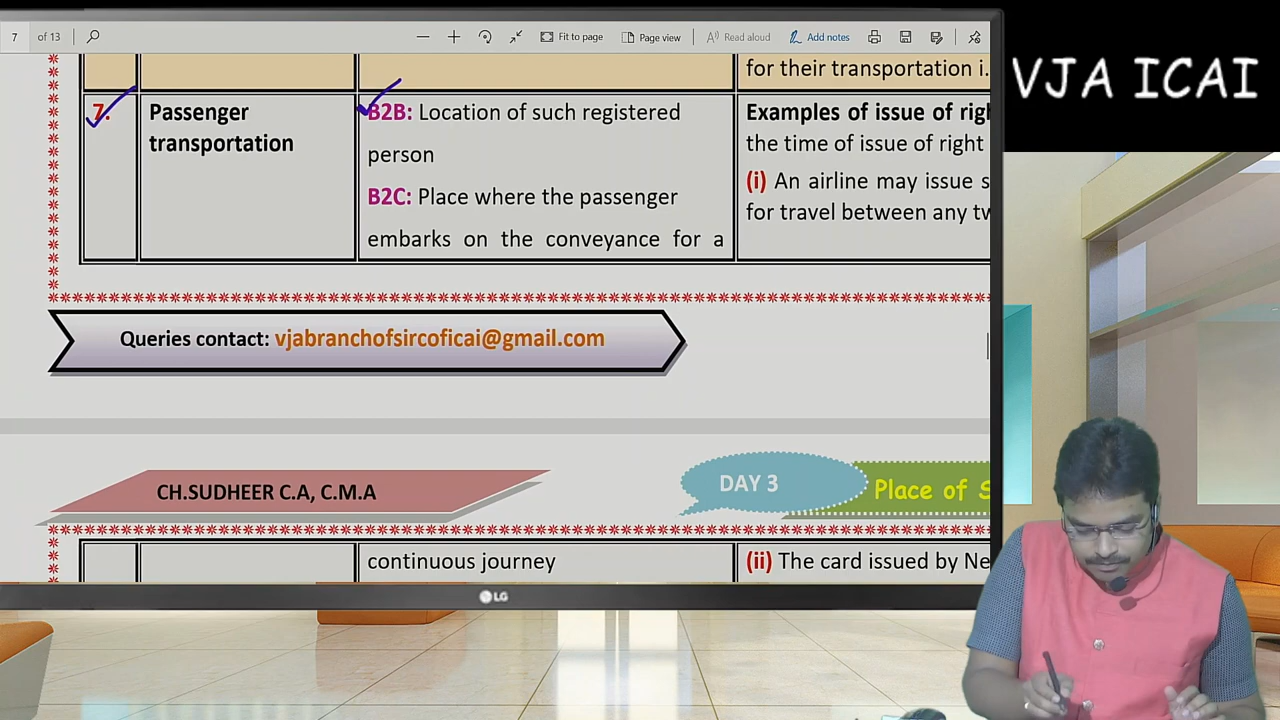 7 of 13 Fit to page Page view Read aloud Add notes
VJA ICAI
for their transportation i.
7. Passenger transportation
B2B: Location of such registered
person
B2C: Place where the passenger
embarks on the conveyance for a
Examples of issue of
the time of issue of right
(i) An airline may issue
for travel between any
Queries contact: vjabranchofsircoficai@gmail.com
CH.SUDHEER C.A, C.M.A
DAY 3
Place of
continuous journey
(ii) The card issued by
LG